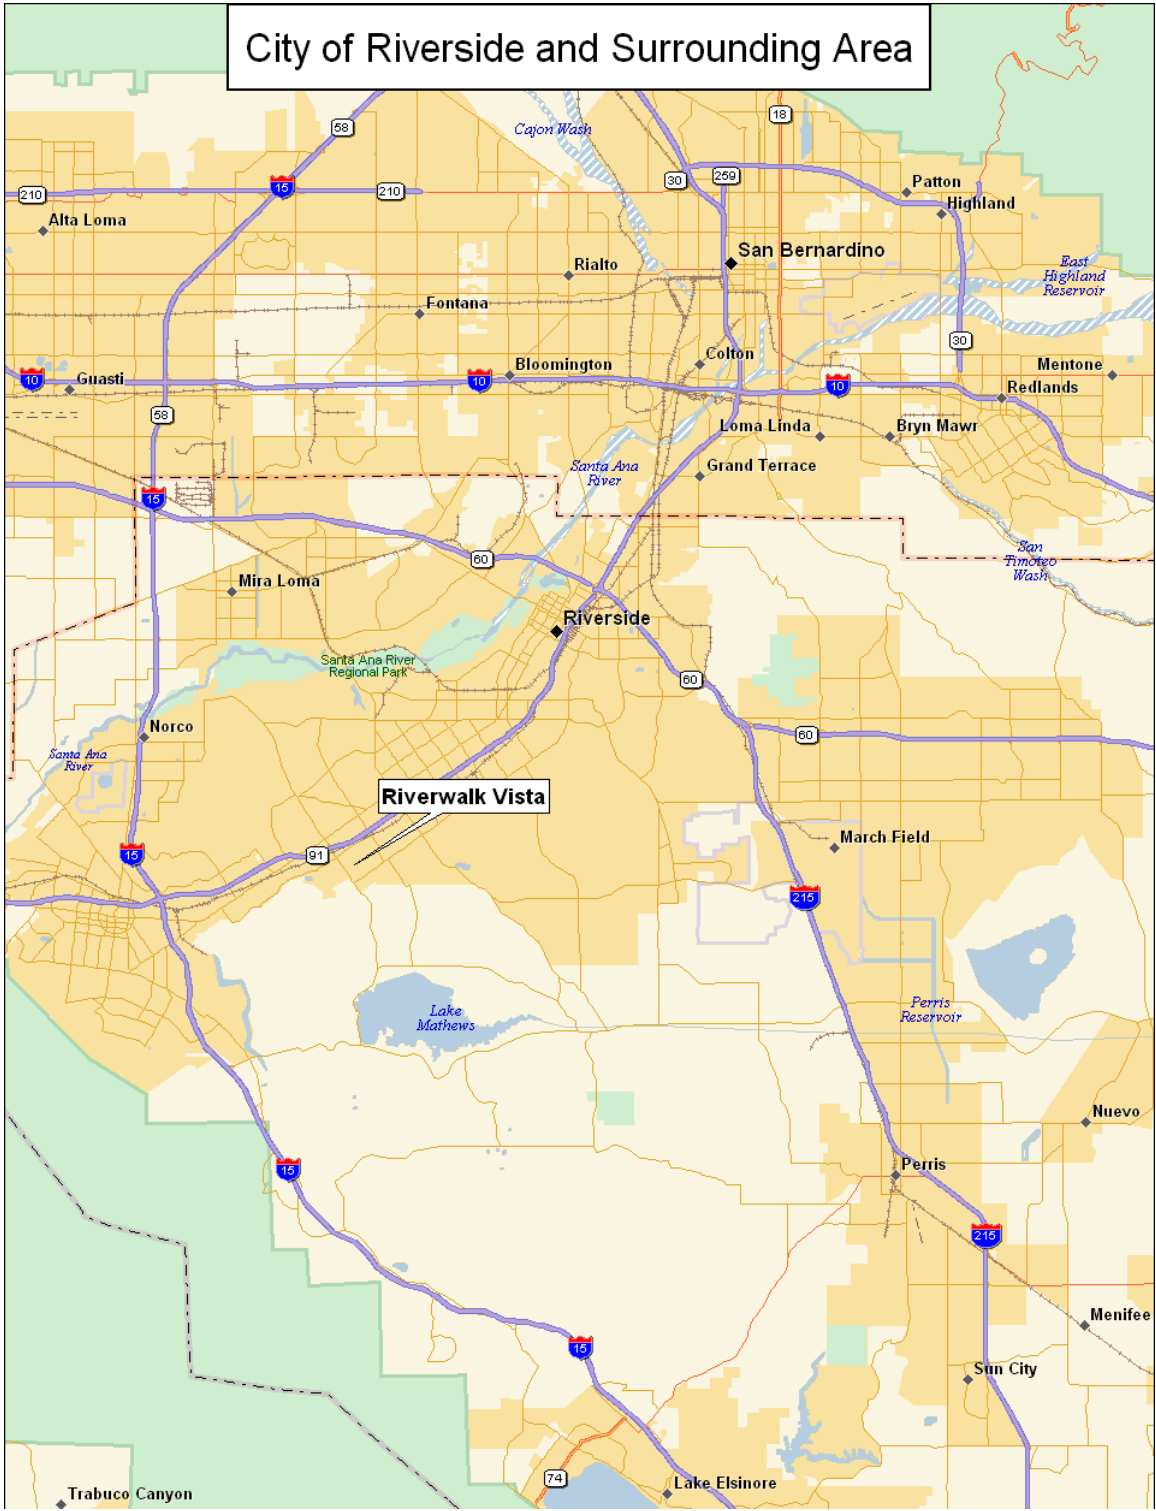 City of Riverside and Surrounding Area
18
58
Cajon Wash
30
259
Patton
210
15
210
Highland
Alta Loma
San Bernardino
Rialto
East
Highland
Reservoir
Fontana
30
Colton
Bloomington
Mentone
10
Guasti
10
10
Redlands
58
Loma Linda
Bryn Mawr
Santa Ana
River
Grand Terrace
15
San
Timoteo
Wash
60
Mira Loma
Riverside
Santa Ana River
Regional Park
60
Norco
60
Santa Ana
River
Riverwalk Vista
March Field
15
91
215
Lake
Mathews
Perris
Reservoir
Nuevo
15
Perris
215
Menifee
15
Sun City
74
Lake Elsinore
Trabuco Canyon